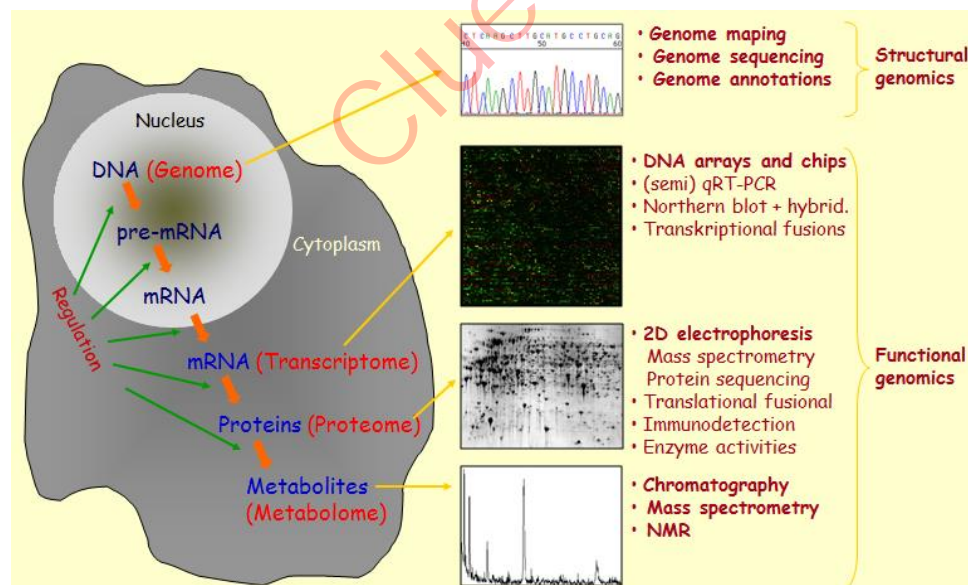 Clue
CTCHAGCTTGCATGCCTGCAG
40 50 60
• Genome maping
• Genome sequencing
• Genome annotations
Structural
genomics
Nucleus
DNA (Genome)
pre-mRNA
mRNA
Cytoplasm
Regulation
mRNA (Transcriptome)
Proteins (Proteome)
Metabolites
(Metabolome)
• DNA arrays and chips
• (semi) qRT-PCR
• Northern blot + hybrid.
• Transkriptional fusions
• 2D electrophoresis
Mass spectrometry
Protein sequencing
• Translational fusional
• Immunodetection
• Enzyme activities
• Chromatography
• Mass spectrometry
• NMR
Functional
genomics